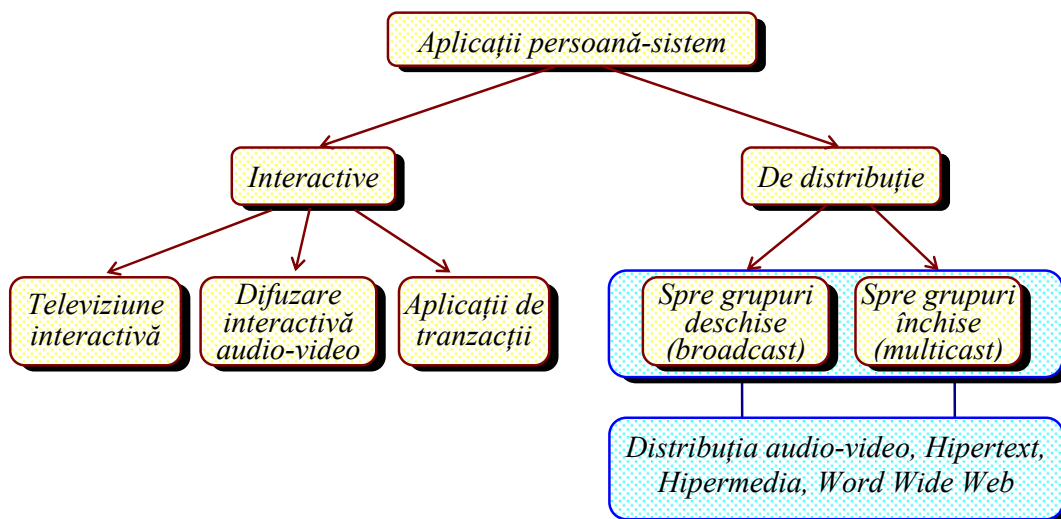 Aplicații persoană-sistem
Interactive
De distribuție
Televiziune
interactivă
Difuzare
interactivă
audio-video
Aplicații de
tranzacții
Spre grupuri
deschise
(broadcast)
Spre grupuri
închise
(multicast)
Distribuția audio-video, Hipertext,
Hipermedia, Word Wide Web